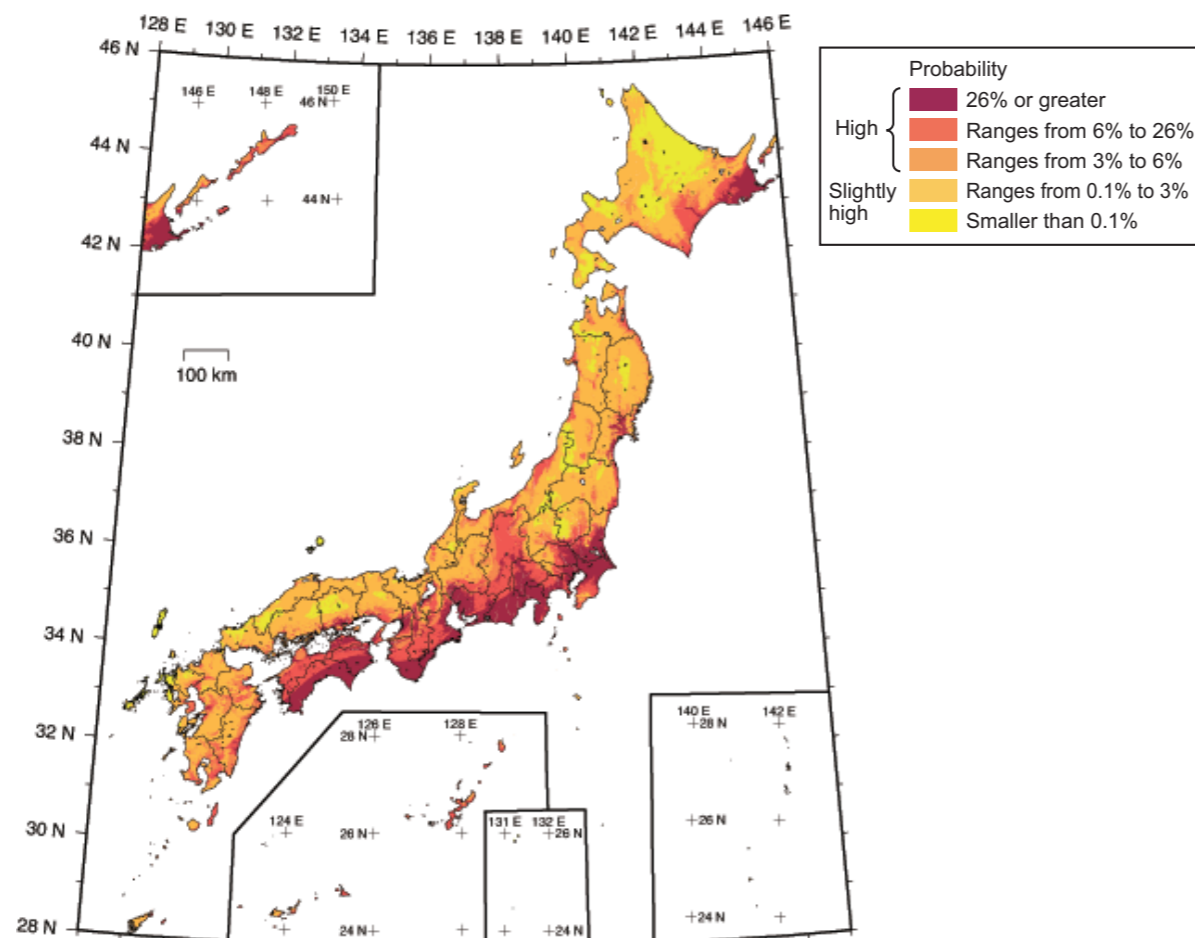 128 E 130 E 132 E 134 E 136 E 138 E 140 E 142 E 144 E 146 E
46 N
44 N
42 N
40 N
38 N
36 N
34 N
32 N
30 N
28 N
146 E 148 E 150 E
46 N
44 N
100 km
Probability
High
26% or greater
Ranges from 6% to 26%
Ranges from 3% to 6%
Slightly
high
Ranges from 0.1% to 3%
Smaller than 0.1%
126 E 128 E
28 N
124 E
26 N
24 N
131 E 132 E
26 N
24 N
140 E 142 E
28 N
26 N
24 N